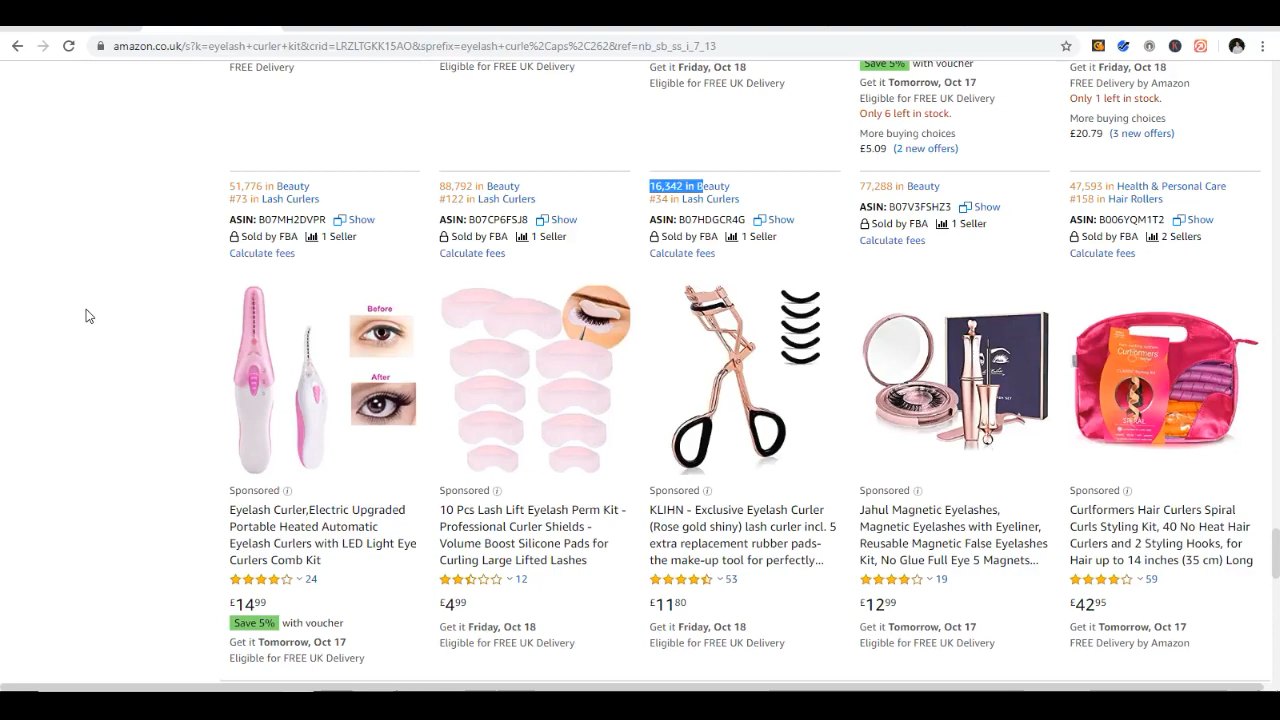 amazon.co.uk/s?k=eyelash+curler+kit&crid=LRZLTGKK1
O&sprefix=eyelash+curle%2Caps%2C262&ref=nb_sb_ss_i_7_13
FREE Delivery
Eligible for FREE UK Delivery
Get it Friday, Oct 18
Eligible for FREE UK Delivery
Save 5% with voucher
Get it Tomorrow, Oct 17
Eligible for FREE UK Delivery
Only 6 left in stock.
More buying choices
£5.09 (2 new offers)
Get it Friday, Oct 18
FREE Delivery by Amazon
Only 1 left in stock.
More buying choices
£20.79 (3 new offers)
51,776 in Beauty
#73 in Lash Curlers
ASIN: B07MH2DVPR Show
Sold by FBA 1 Seller
Calculate fees
88,792 in Beauty
#122 in Lash Curlers
ASIN: B07CP6FSJ8 Show
Sold by FBA 1 Seller
Calculate fees
16,342 in Beauty
#34 in Lash Curlers
ASIN: B07HDGCR4G Show
Sold by FBA 1 Seller
Calculate fees
77,288 in Beauty
ASIN: B07V3FSHZ3 Show
Sold by FBA 1 Seller
Calculate fees
47,593 in Health & Personal Care
#158 in Hair Rollers
ASIN: B006YQM1T2 Show
Sold by FBA 2 Sellers
Calculate fees
Before
After
Curlformers
SPIRAL
Sponsored
Eyelash Curler,Electric Upgraded
Portable Heated Automatic
Eyelash Curlers with LED Light Eye
Curlers Comb Kit
24
£14.99
Save 5% with voucher
Get it Tomorrow, Oct 17
Eligible for FREE UK Delivery
Sponsored
10 Pcs Lash Lift Eyelash Perm Kit -
Professional Curler Shields -
Volume Boost Silicone Pads for
Curling Large Lifted Lashes
12
£4.99
Get it Friday, Oct 18
Eligible for FREE UK Delivery
Sponsored
KLIHN - Exclusive Eyelash Curler
(Rose gold shiny) lash curler incl. 5
extra replacement rubber pads-
the make-up tool for perfectly...
53
£11.80
Get it Friday, Oct 18
Eligible for FREE UK Delivery
Sponsored
Jahul Magnetic Eyelashes,
Magnetic Eyelashes with Eyeliner,
Reusable Magnetic False Eyelashes
Kit, No Glue Full Eye 5 Magnets...
19
£12.99
Get it Tomorrow, Oct 17
Eligible for FREE UK Delivery
Sponsored
Curlformers Hair Curlers Spiral
Curls Styling Kit, 40 No Heat Hair
Curlers and 2 Styling Hooks, for
Hair up to 14 inches (35 cm) Long
59
£42.95
Get it Tomorrow, Oct 17
FREE Delivery by Amazon